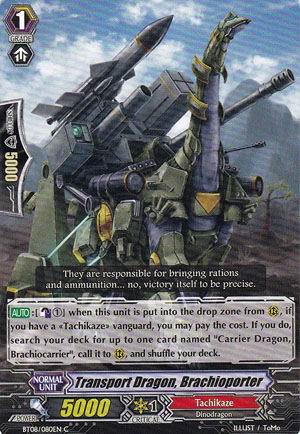 1
GRADE
5000
They are responsible for bringing rations
and ammunition... no, victory itself to be precise.
AUTO : [ (1)] when this unit is put into the drop zone from , if
you have a «Tachikaze» vanguard, you may pay the cost. If you do,
search your deck for up to one card named "Carrier Dragon,
Brachiocarrier", call it to , and shuffle your deck.
NORMAL
UNIT
Transport Dragon, Brachioporter
POWER
5000
1
CRITICAL
Tachikaze
Dinodragon
BT08/080EN C
ILLUST / ToMo